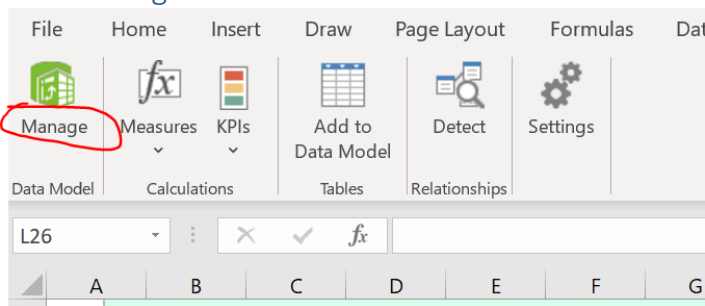 File Home Insert Draw Page Layout Formulas Dat
Manage Measures KPIs Add to Data Model Detect Settings
Data Model Calculations Tables Relationships
L26 fx
A B C D E F G